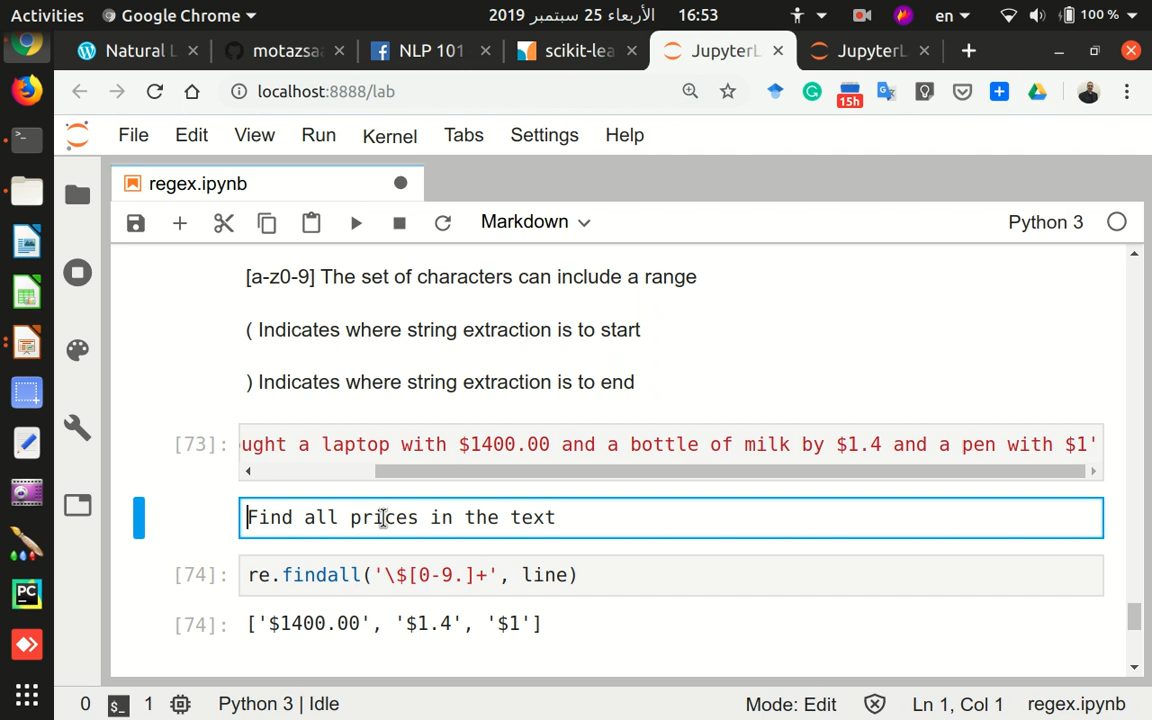 Activities Google Chrome الأربعاء 25 سبتمبر 2019 16:53 en 100 %
Natural L motazsaa NLP 101 scikit-lea JupyterL JupyterL
localhost:8888/lab 15h
File Edit View Run Kernel Tabs Settings Help
regex.ipynb
Markdown Python 3
[a-z0-9] The set of characters can include a range
( Indicates where string extraction is to start
) Indicates where string extraction is to end
[73]: ught a laptop with $1400.00 and a bottle of milk by $1.4 and a pen with $1'
Find all prices in the text
[74]: re.findall('\$[0-9.]+', line)
[74]: ['$1400.00', '$1.4', '$1']
PC
0 $_ 1 Python 3 | Idle Mode: Edit Ln 1, Col 1 regex.ipynb